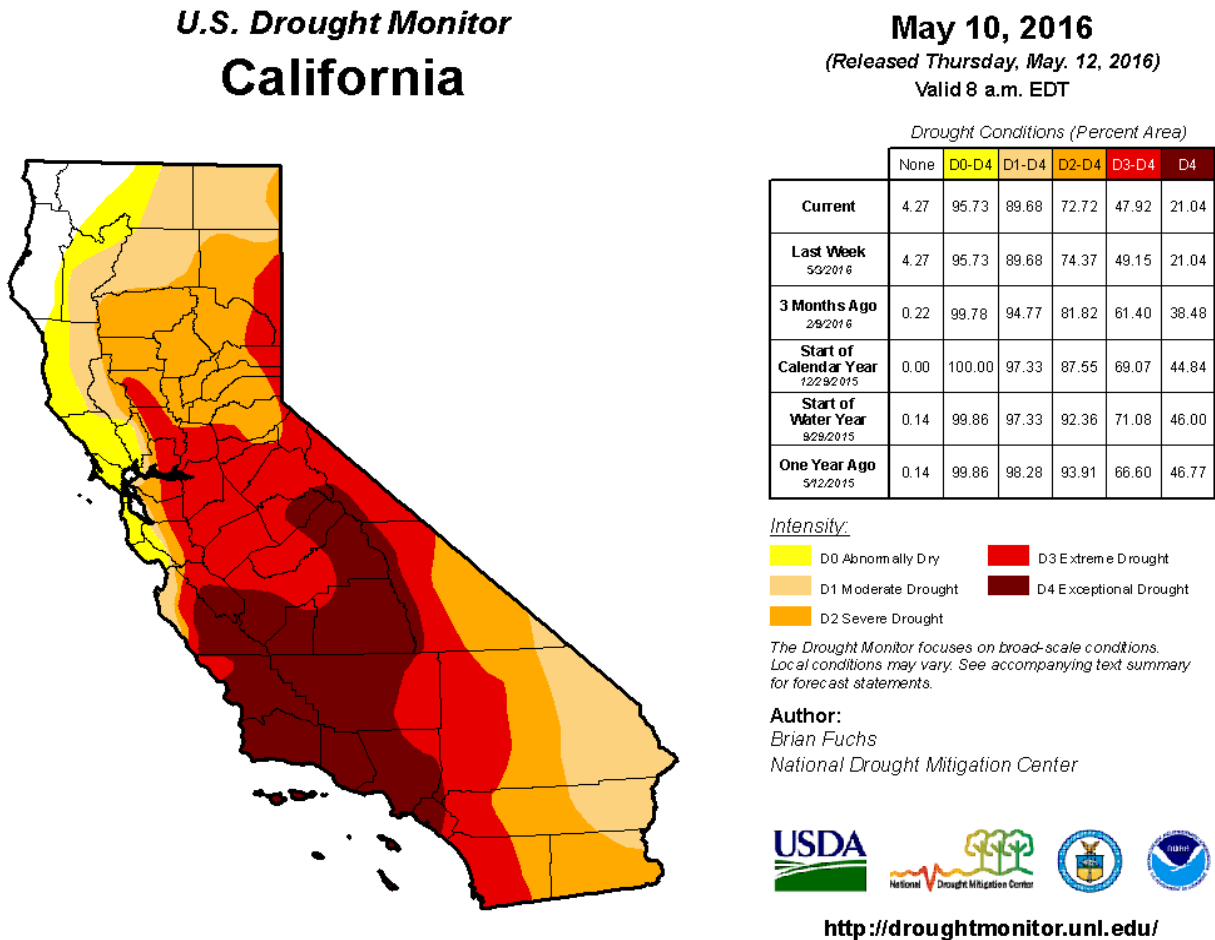 U.S. Drought Monitor
California
May 10, 2016
(Released Thursday, May. 12, 2016)
Valid 8 a.m. EDT
Drought Conditions (Percent Area)
None D0-D4 D1-D4 D2-D4 D3-D4 D4
Current 4.27 95.73 89.68 72.72 47.92 21.04
Last Week
5/3/2016
4.27 95.73 89.68 74.37 49.15 21.04
3 Months Ago
2/9/2016
0.22 99.78 94.77 81.82 61.40 38.48
Start of
Calendar Year
12/29/2015
0.00 100.00 97.33 87.55 69.07 44.84
Start of
Water Year
9/29/2015
0.14 99.86 97.33 92.36 71.08 46.00
One Year Ago
5/12/2015
0.14 99.86 98.28 93.91 66.60 46.77
Intensity:
D0 Abnormally Dry
D1 Moderate Drought
D2 Severe Drought
D3 Extreme Drought
D4 Exceptional Drought
The Drought Monitor focuses on broad-scale conditions.
Local conditions may vary. See accompanying text summary
for forecast statements.
Author:
Brian Fuchs
National Drought Mitigation Center
USDA
National Drought Mitigation Center
NOAA
http://droughtmonitor.unl.edu/